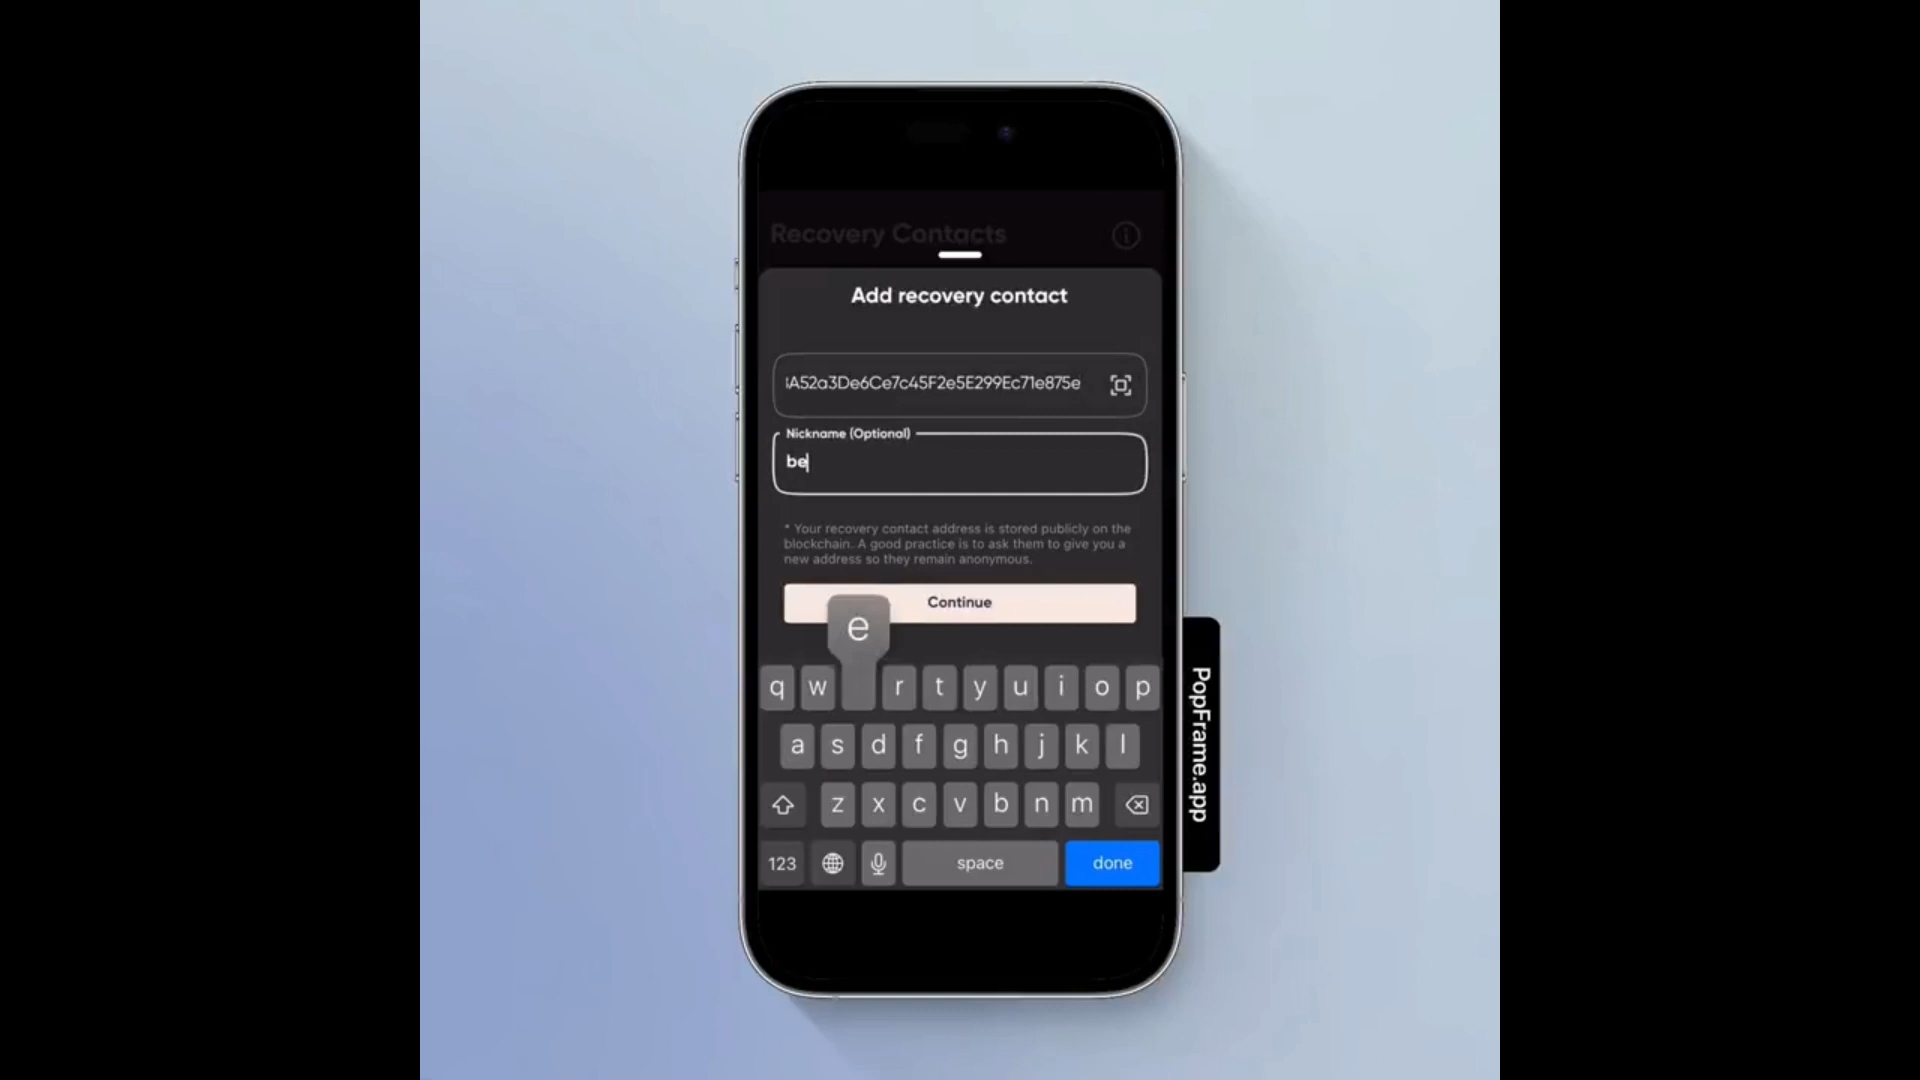 Recovery Contacts
Add recovery contact
A52a3De6Ce7c45F2e5E299Ec71e875e
Nickname (Optional)
be
* Your recovery contact address is stored publicly on the
blockchain. A good practice is to ask them to give you a
new address so they remain anonymous.
Continue
e
q w r t y u i o p
a s d f g h j k l
z x c v b n m
123 space done
PopFrame.app